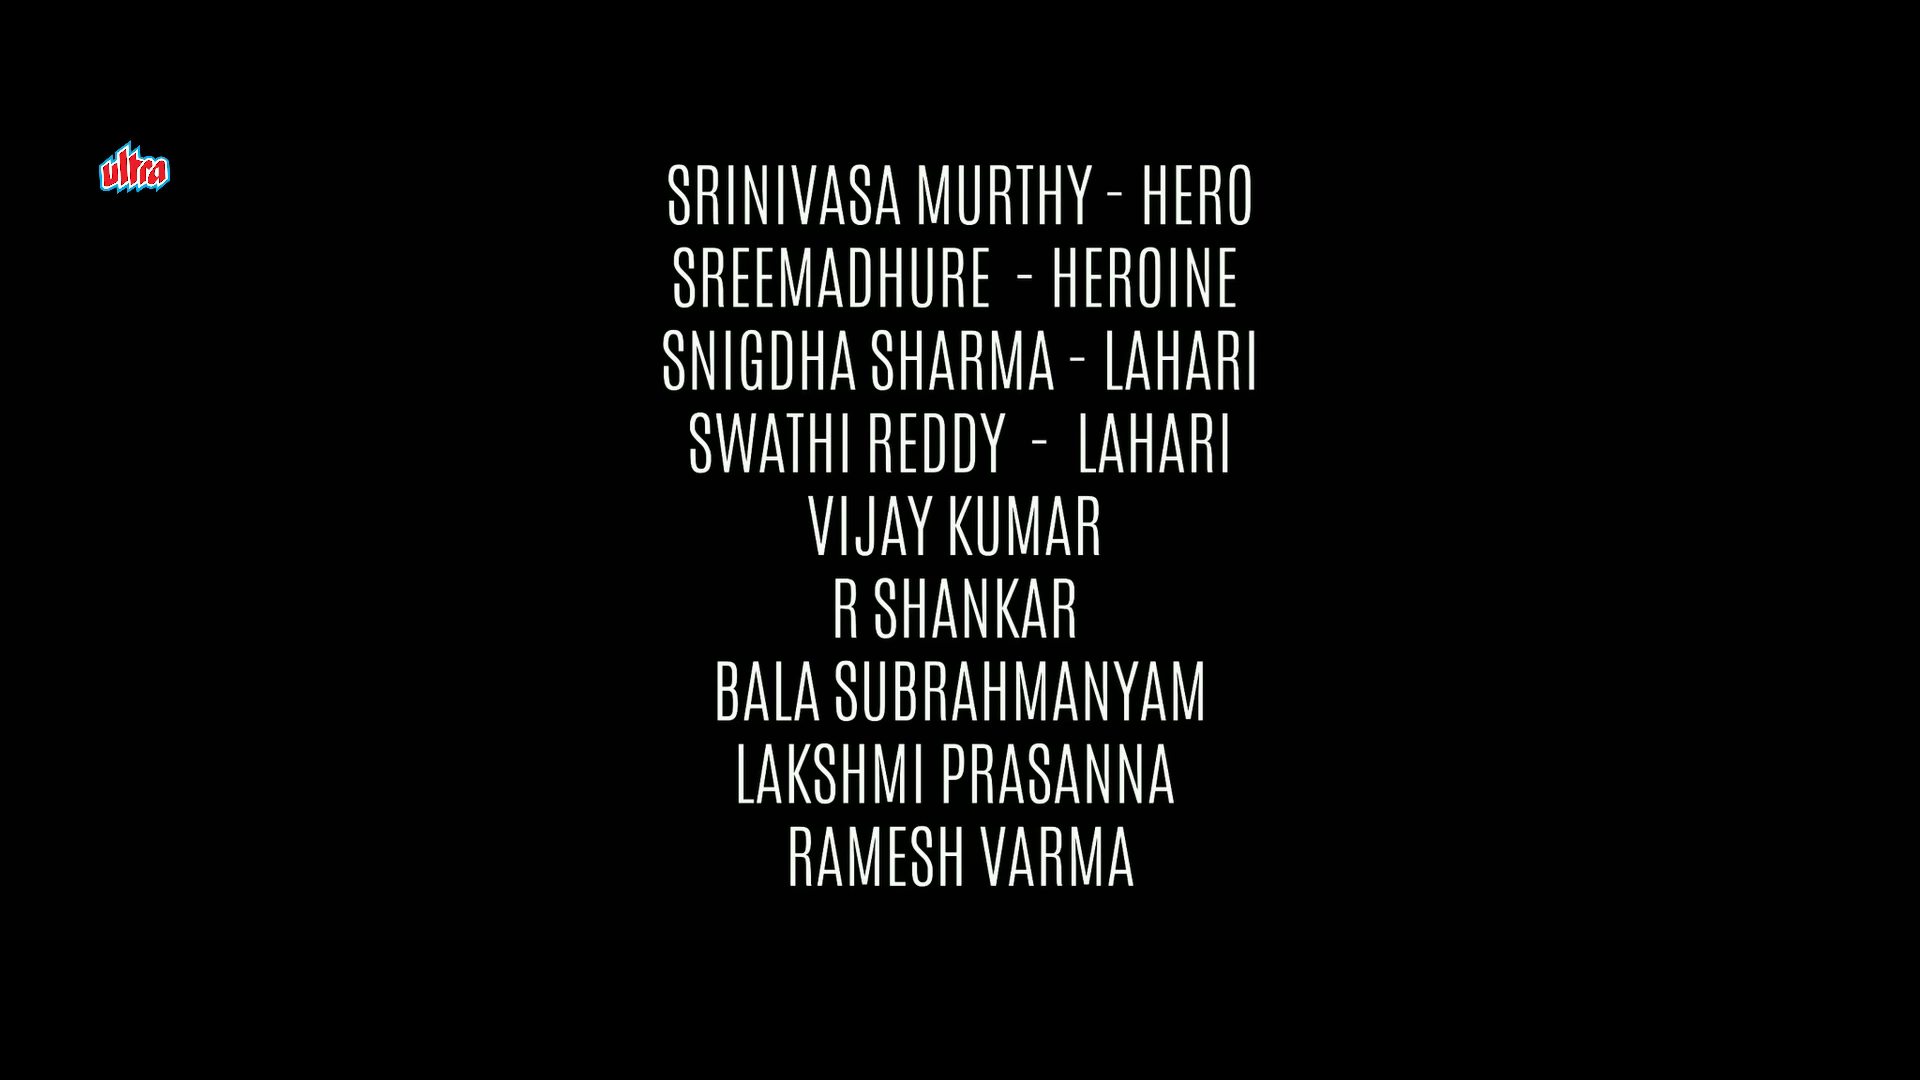 ultra
SRINIVASA MURTHY - HERO
SREEMADHURE - HEROINE
SNIGDHA SHARMA - LAHARI
SWATHI REDDY - LAHARI
VIJAY KUMAR
R SHANKAR
BALA SUBRAHMANYAM
LAKSHMI PRASANNA
RAMESH VARMA